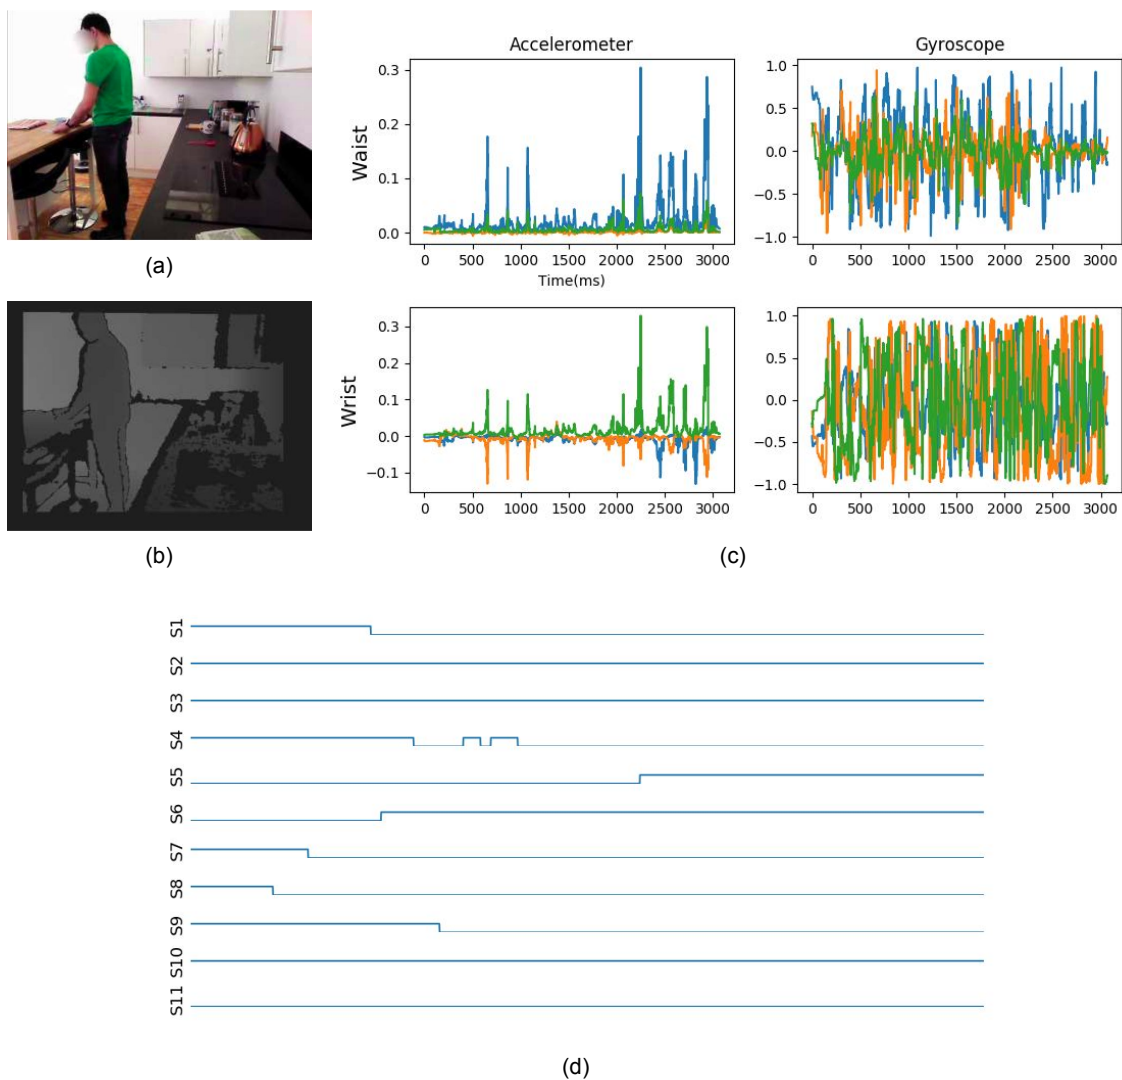 Accelerometer
Gyroscope
Waist
0.3
0.2
0.1
0.0
0 500 1000 1500 2000 2500 3000
Time(ms)
1.0
0.5
0.0
−0.5
−1.0
0 500 1000 1500 2000 2500 3000
(a)
Wrist
0.3
0.2
0.1
0.0
−0.1
0 500 1000 1500 2000 2500 3000
1.0
0.5
0.0
−0.5
−1.0
0 500 1000 1500 2000 2500 3000
(b)
(c)
S1
S2
S3
S4
S5
S6
S7
S8
S9
S10
S11
(d)